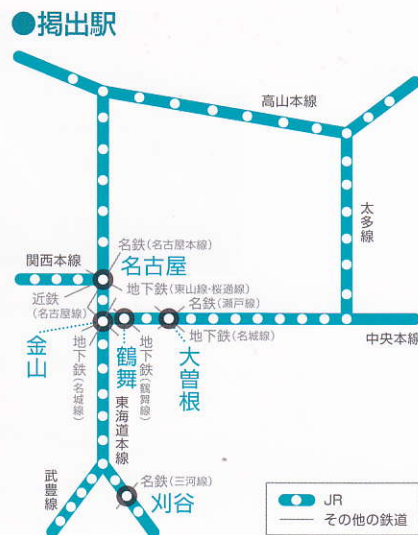 ●掲出駅
高山本線
太多線
名鉄(名古屋本線)
関西本線
名古屋
近鉄
(名古屋線)
地下鉄(東山線・桜通線)
名鉄(瀬戸線)
金山
地下鉄(名城線)
鶴舞
地下鉄(鶴舞線)
地下鉄(名城線)
大曽根
中央本線
東海道本線
武豊線
名鉄(三河線)
刈谷
JR
その他の鉄道